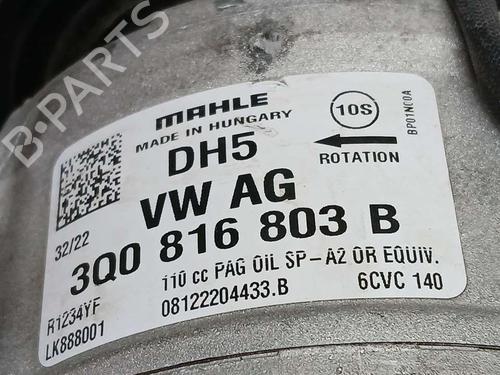 B-PARTS
MAHLE
MADE IN HUNGARY
10S
BP01N00A
DH5
ROTATION
VW AG
32/22
3Q0 816 803 B
110 cc PAG OIL SP-A2 OR EQUIV.
R1234YF
08122204433.B
6CVC 140
LK888001